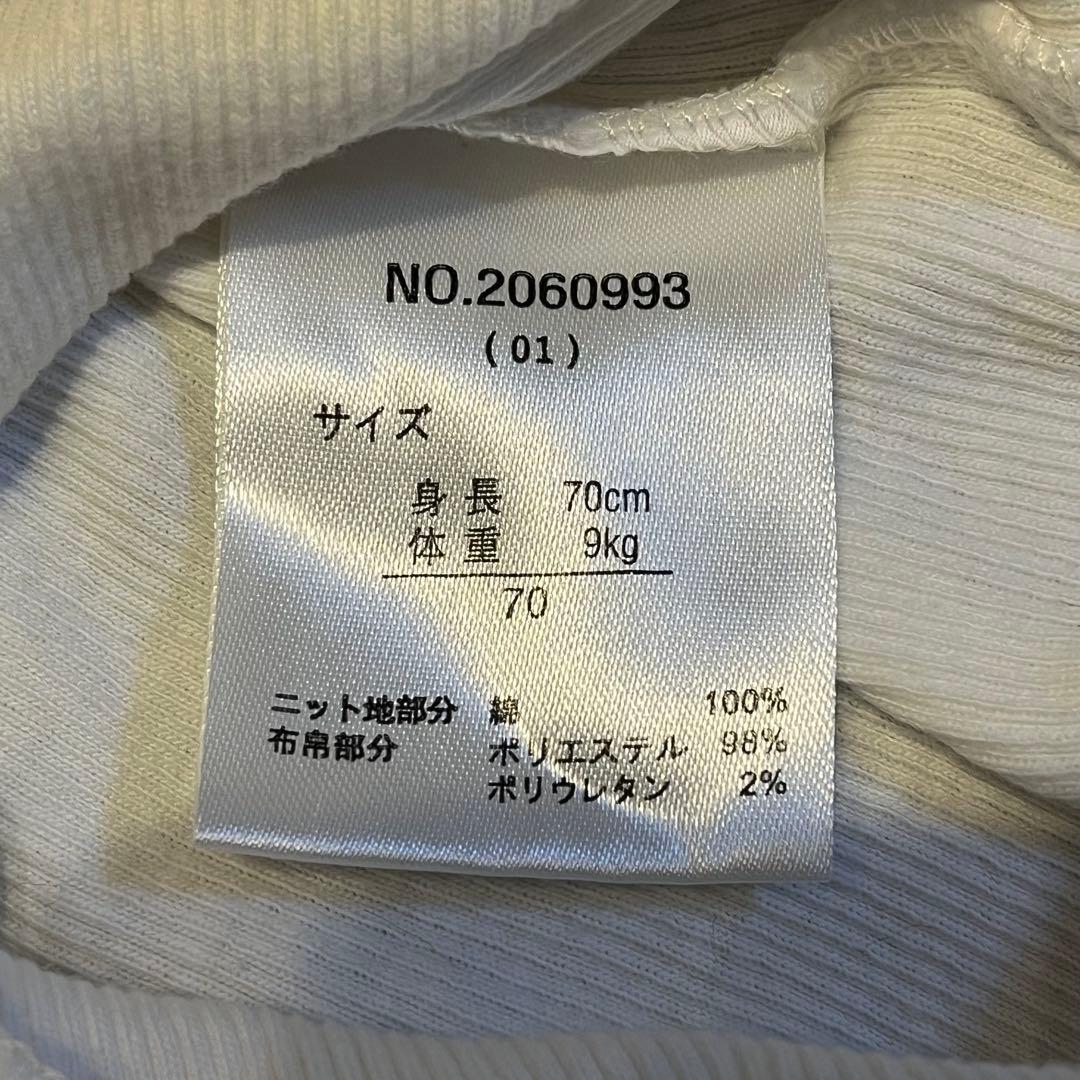 NO.2060993
(01)
サイズ
身長 70cm
体重 9kg
70
ニット地部分 綿 100%
布帛部分 ポリエステル 98%
ポリウレタン 2%